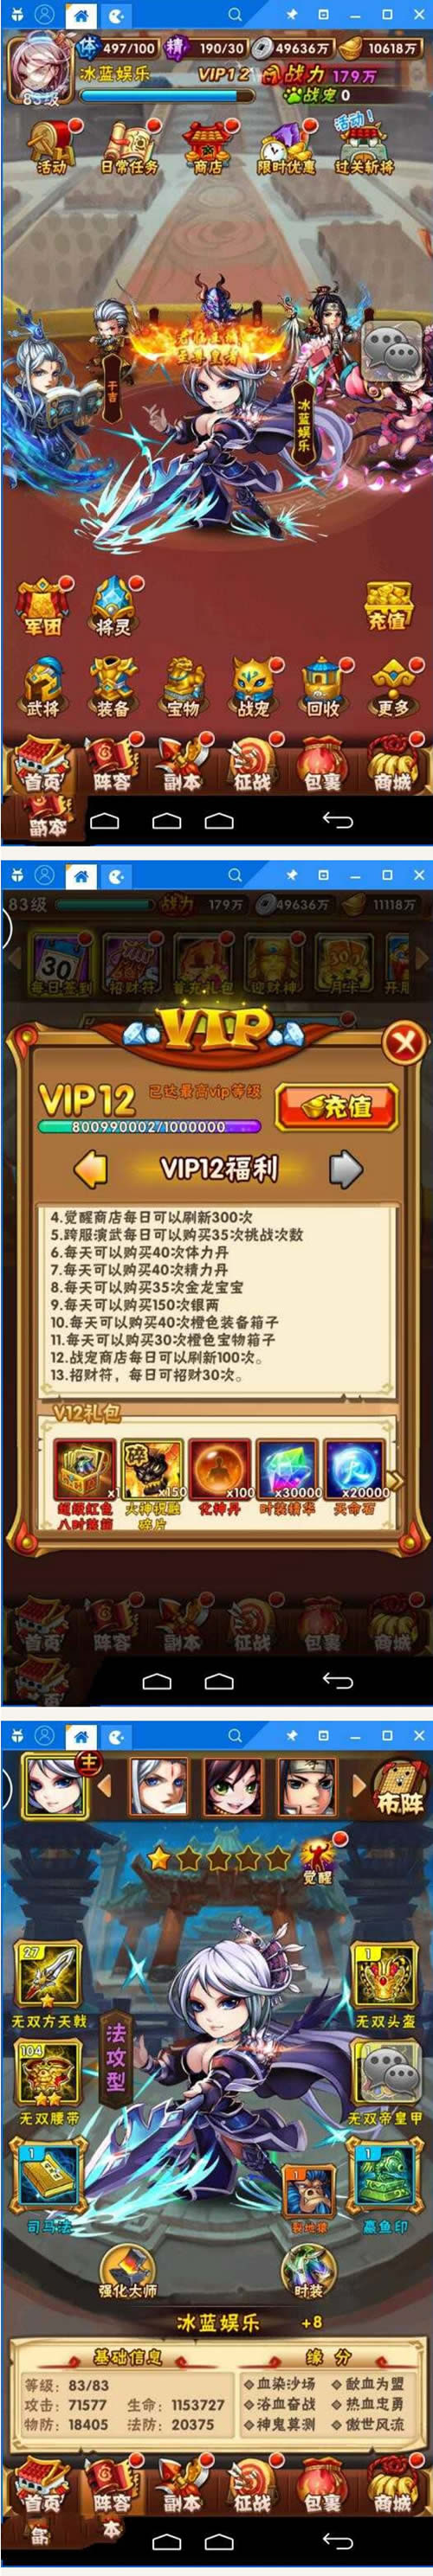 体 497/100 精 190/30 49636万 10618万
冰蓝娱乐 VIP12 战力 179万
83级 战宠 0
活动!
活动 日常任务 商店 限时优惠 过关斩将
于吉
冰蓝娱乐
军团 将灵 充值
武将 装备 宝物 战宠 回收 更多
首页 阵容 副本 征战 包裹 商城
副本
83级 战力 179万 49636万 11118万
30 300
每日签到 招财符 首充礼包 迎财神 月卡
VIP
VIP12 已达最高vip等级 充值
800990002/1000000
VIP12福利
4.觉醒商店每日可以刷新300次
5.跨服演武每日可以购买35次挑战次数
6.每天可以购买40次体力丹
7.每天可以购买40次精力丹
8.每天可以购买35次金龙宝宝
9.每天可以购买150次银两
10.每天可以购买40次橙色装备箱子
11.每天可以购买30次橙色宝物箱子
12.战宠商店每日可以刷新100次。
13.招财符，每日可招财30次。
V12礼包
碎
x1 x150 x100 x30000 x20000
超级红色 火神祝融 化神丹 时装精华 天命石
八时装箱 碎片
首页 阵容 副本 征战 包裹 商城
首页
主
布阵
觉醒
27 1
无双方天戟 无双头盔
法攻型
104
无双腰带 无双帝皇甲
1 1 1
司马法 赢鱼印
强化大师 时装
冰蓝娱乐 +8
基础信息 缘分
等级: 83/83 血染沙场 歃血为盟
攻击: 71577 生命: 1153727 浴血奋战 热血忠勇
物防: 18405 法防: 20375 神鬼莫测 傲世风流
首页 阵容 副本 征战 包裹 商城
本